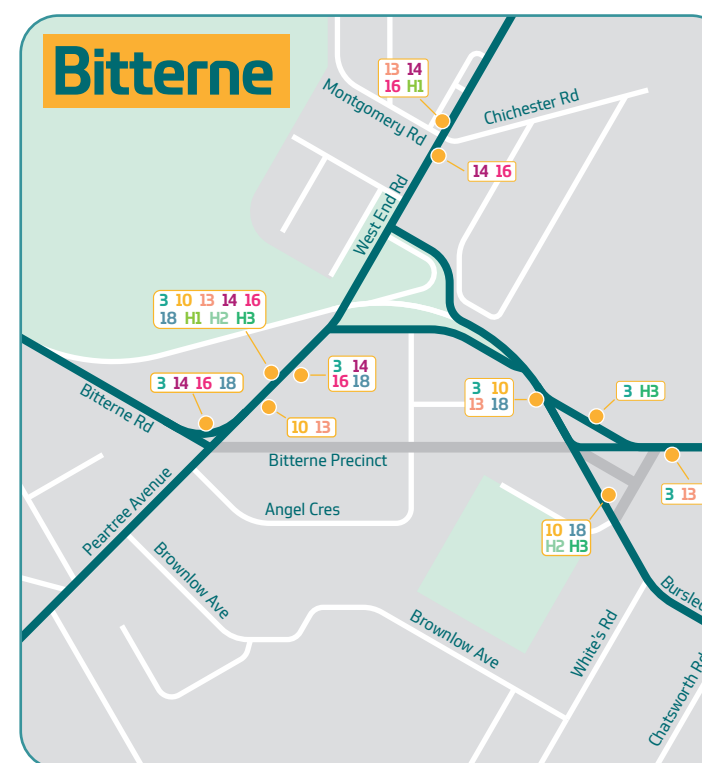 Bitterne
13 14
16 H1
Montgomery Rd
Chichester Rd
14 16
West End Rd
3 10 13 14 16
18 H1 H2 H3
3 14
16 18
3 14 16 18
Bitterne Rd
10 13
3 10
13 18
3 H3
3 13
Bitterne Precinct
Peartree Avenue
Angel Cres
10 18
H2 H3
Brownlow Ave
Brownlow Ave
White's Rd
Bursled
Chatsworth Rd